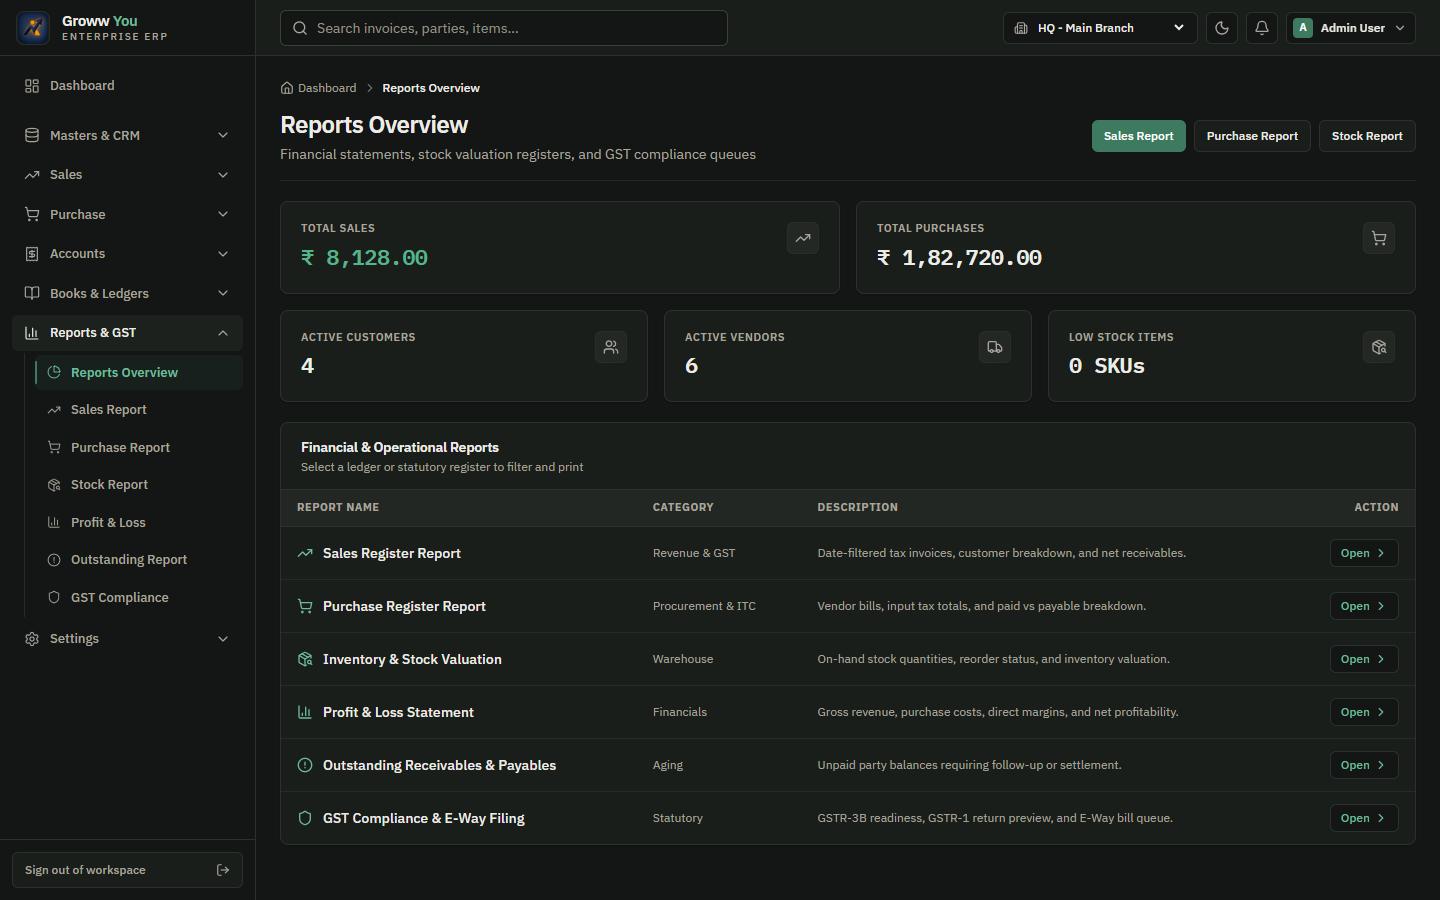 Groww You
ENTERPRISE ERP
Search invoices, parties, items...
HQ - Main Branch
A
Admin User
Dashboard
Masters & CRM
Sales
Purchase
Accounts
Books & Ledgers
Reports & GST
Reports Overview
Sales Report
Purchase Report
Stock Report
Profit & Loss
Outstanding Report
GST Compliance
Settings
Sign out of workspace
Dashboard > Reports Overview
Reports Overview
Financial statements, stock valuation registers, and GST compliance queues
Sales Report
Purchase Report
Stock Report
TOTAL SALES
₹ 8,128.00
TOTAL PURCHASES
₹ 1,82,720.00
ACTIVE CUSTOMERS
4
ACTIVE VENDORS
6
LOW STOCK ITEMS
0 SKUs
Financial & Operational Reports
Select a ledger or statutory register to filter and print
REPORT NAME CATEGORY DESCRIPTION ACTION
Sales Register Report Revenue & GST Date-filtered tax invoices, customer breakdown, and net receivables. Open
Purchase Register Report Procurement & ITC Vendor bills, input tax totals, and paid vs payable breakdown. Open
Inventory & Stock Valuation Warehouse On-hand stock quantities, reorder status, and inventory valuation. Open
Profit & Loss Statement Financials Gross revenue, purchase costs, direct margins, and net profitability. Open
Outstanding Receivables & Payables Aging Unpaid party balances requiring follow-up or settlement. Open
GST Compliance & E-Way Filing Statutory GSTR-3B readiness, GSTR-1 return preview, and E-Way bill queue. Open